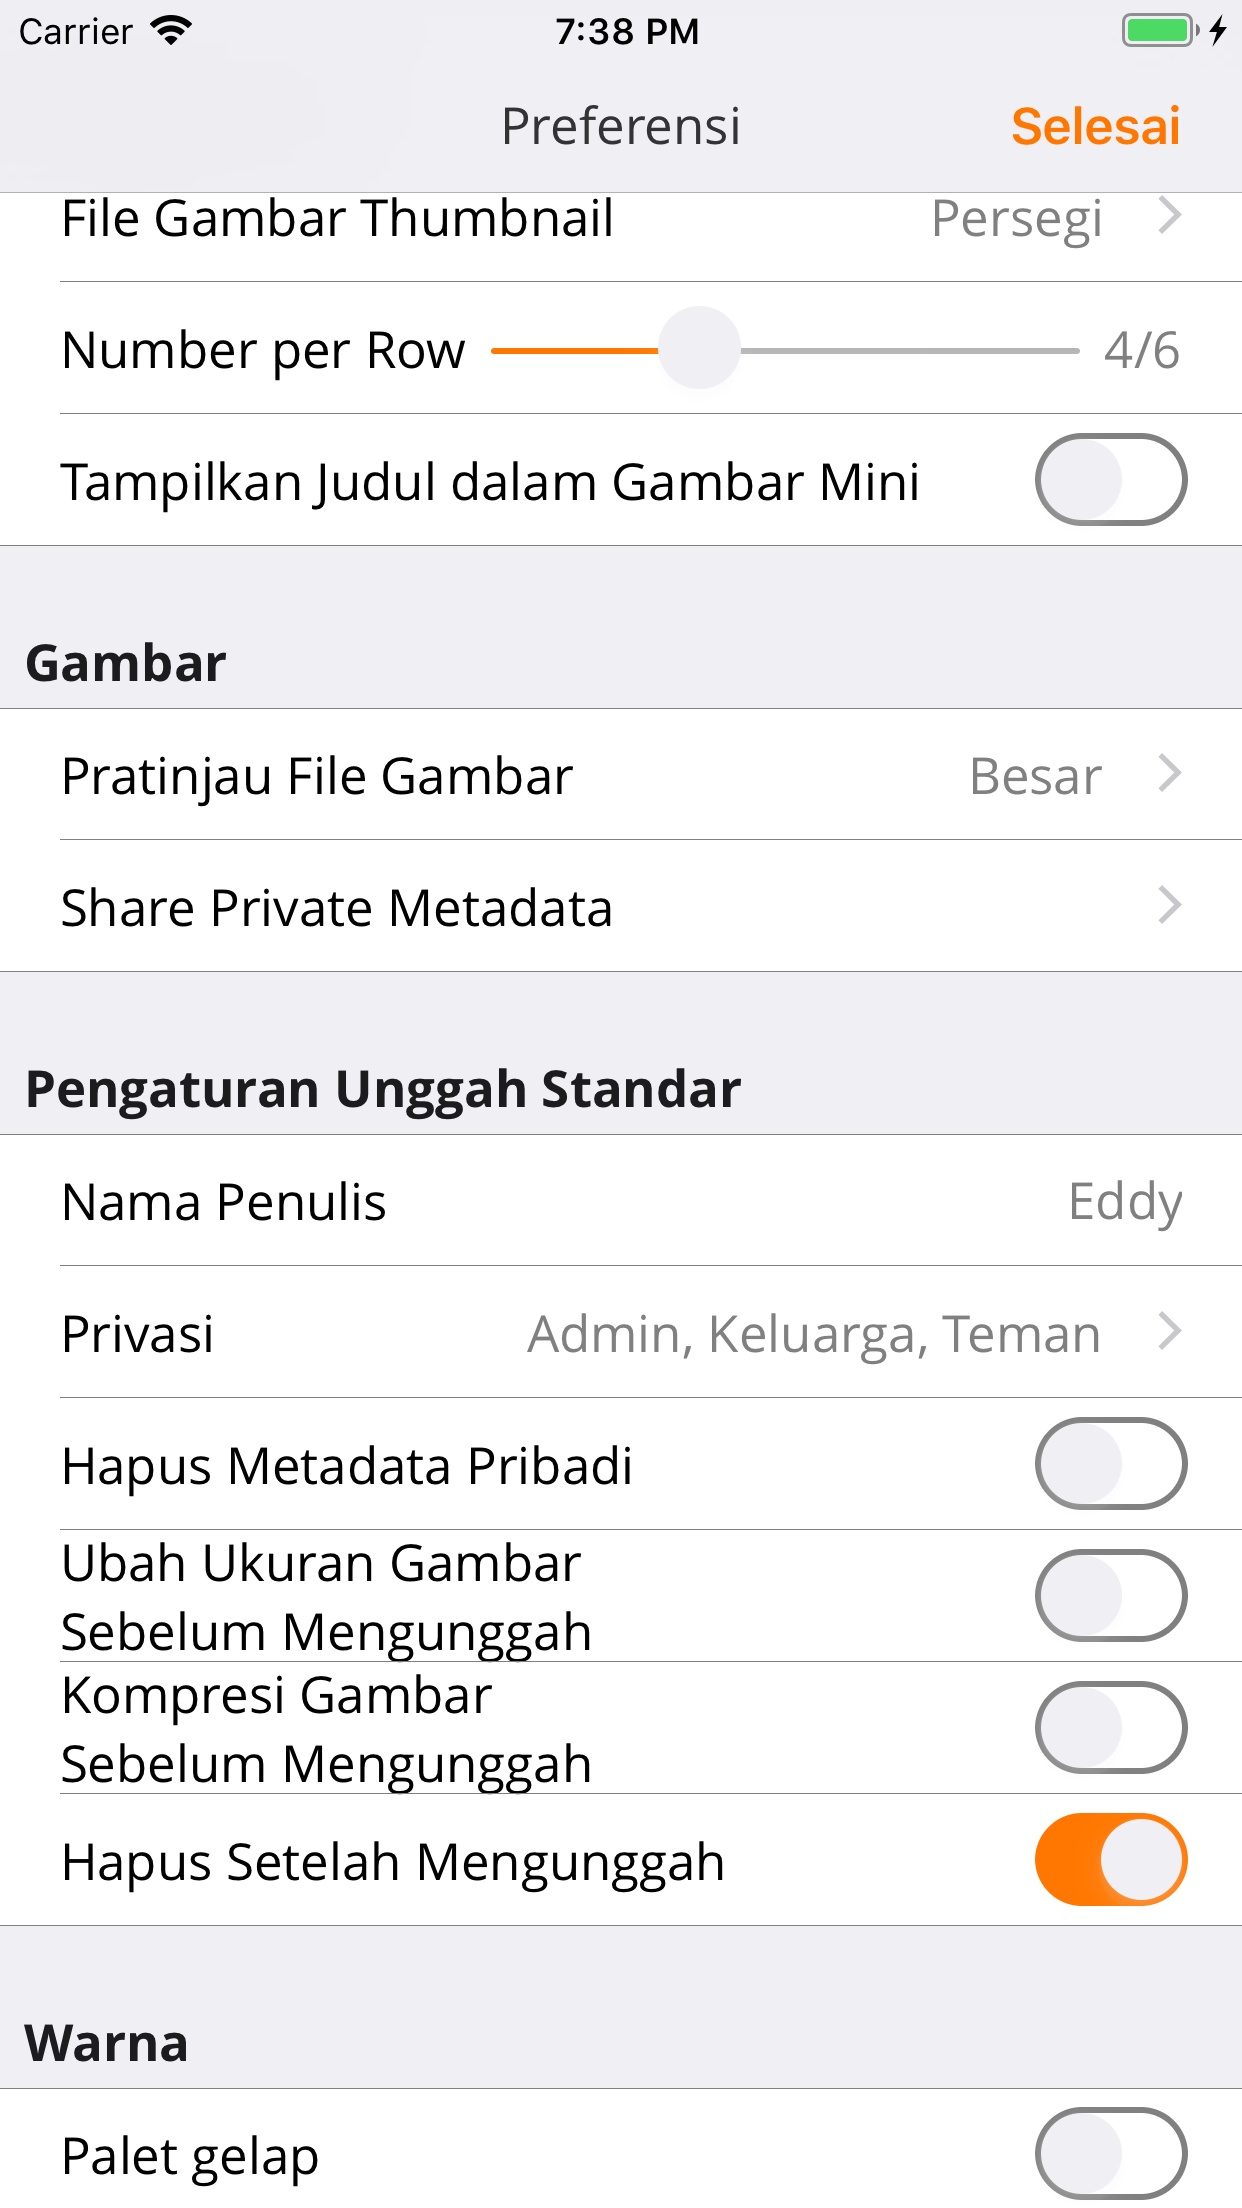 Carrier 7:38 PM
Preferensi Selesai
File Gambar Thumbnail Persegi
Number per Row 4/6
Tampilkan Judul dalam Gambar Mini
Gambar
Pratinjau File Gambar Besar
Share Private Metadata
Pengaturan Unggah Standar
Nama Penulis Eddy
Privasi Admin, Keluarga, Teman
Hapus Metadata Pribadi
Ubah Ukuran Gambar
Sebelum Mengunggah
Kompresi Gambar
Sebelum Mengunggah
Hapus Setelah Mengunggah
Warna
Palet gelap